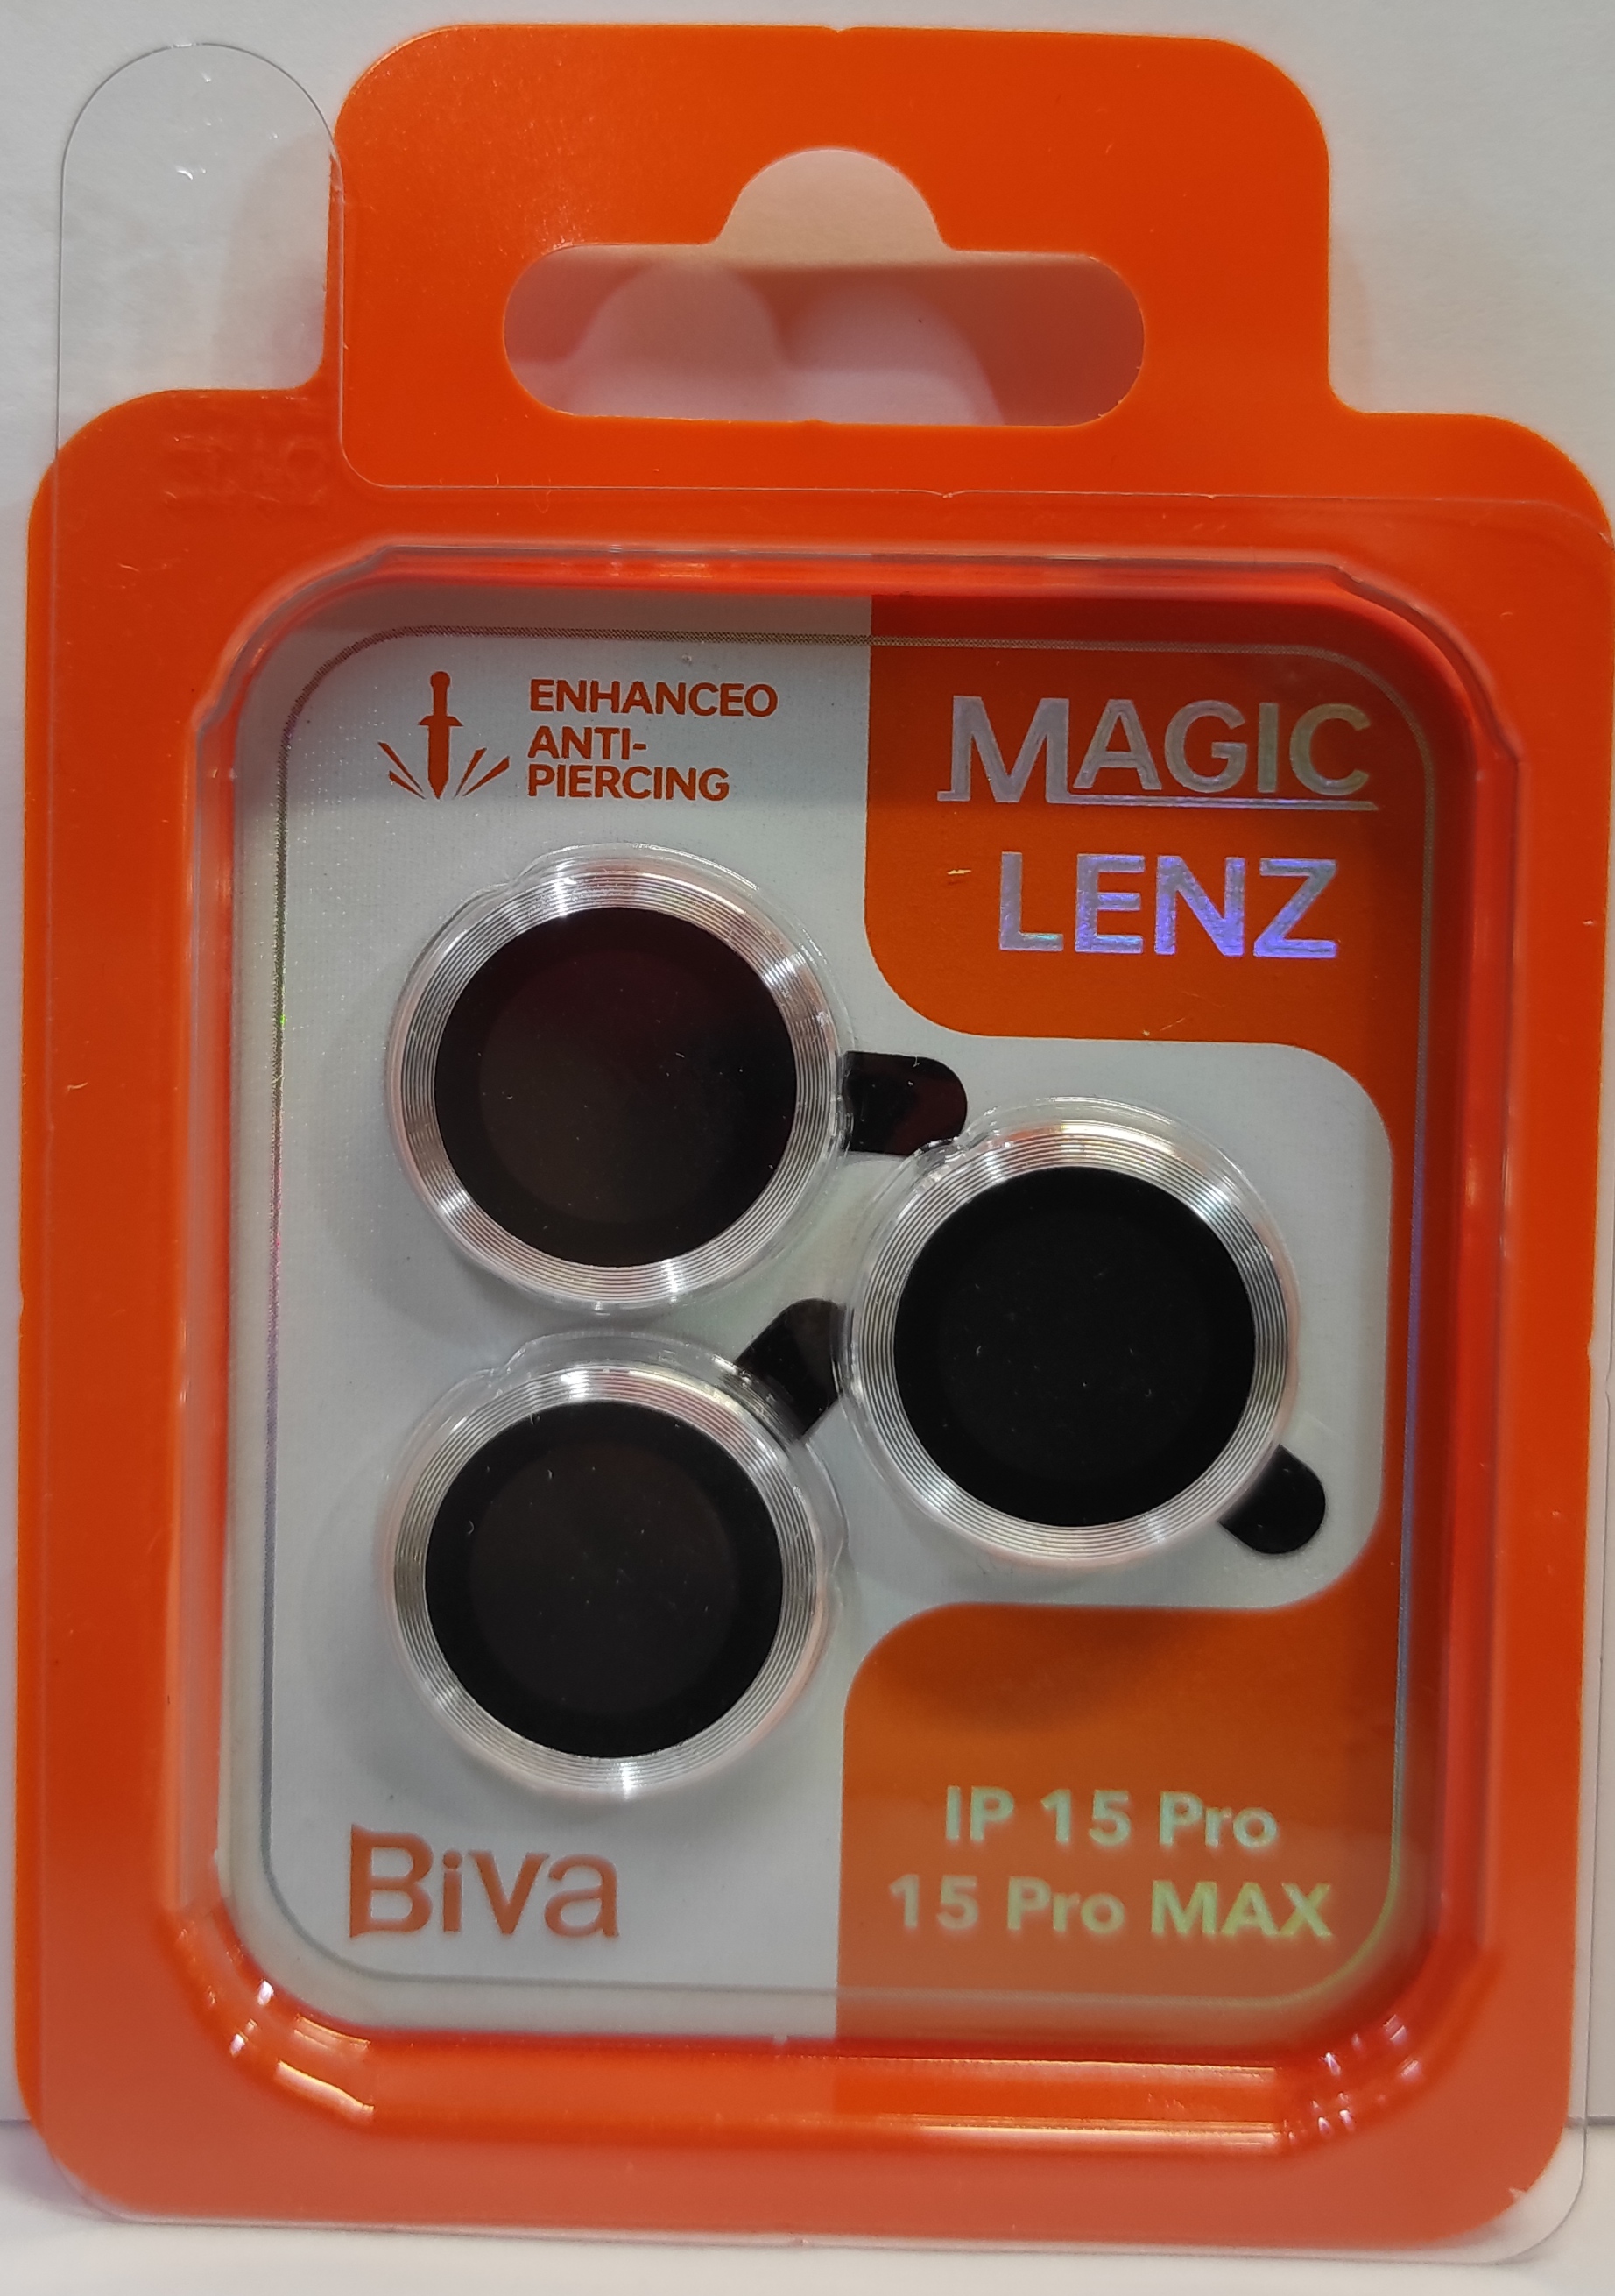 ENHANCEO
ANTI-
PIERCING
MAGIC
LENZ
Biva
IP 15 Pro
15 Pro MAX